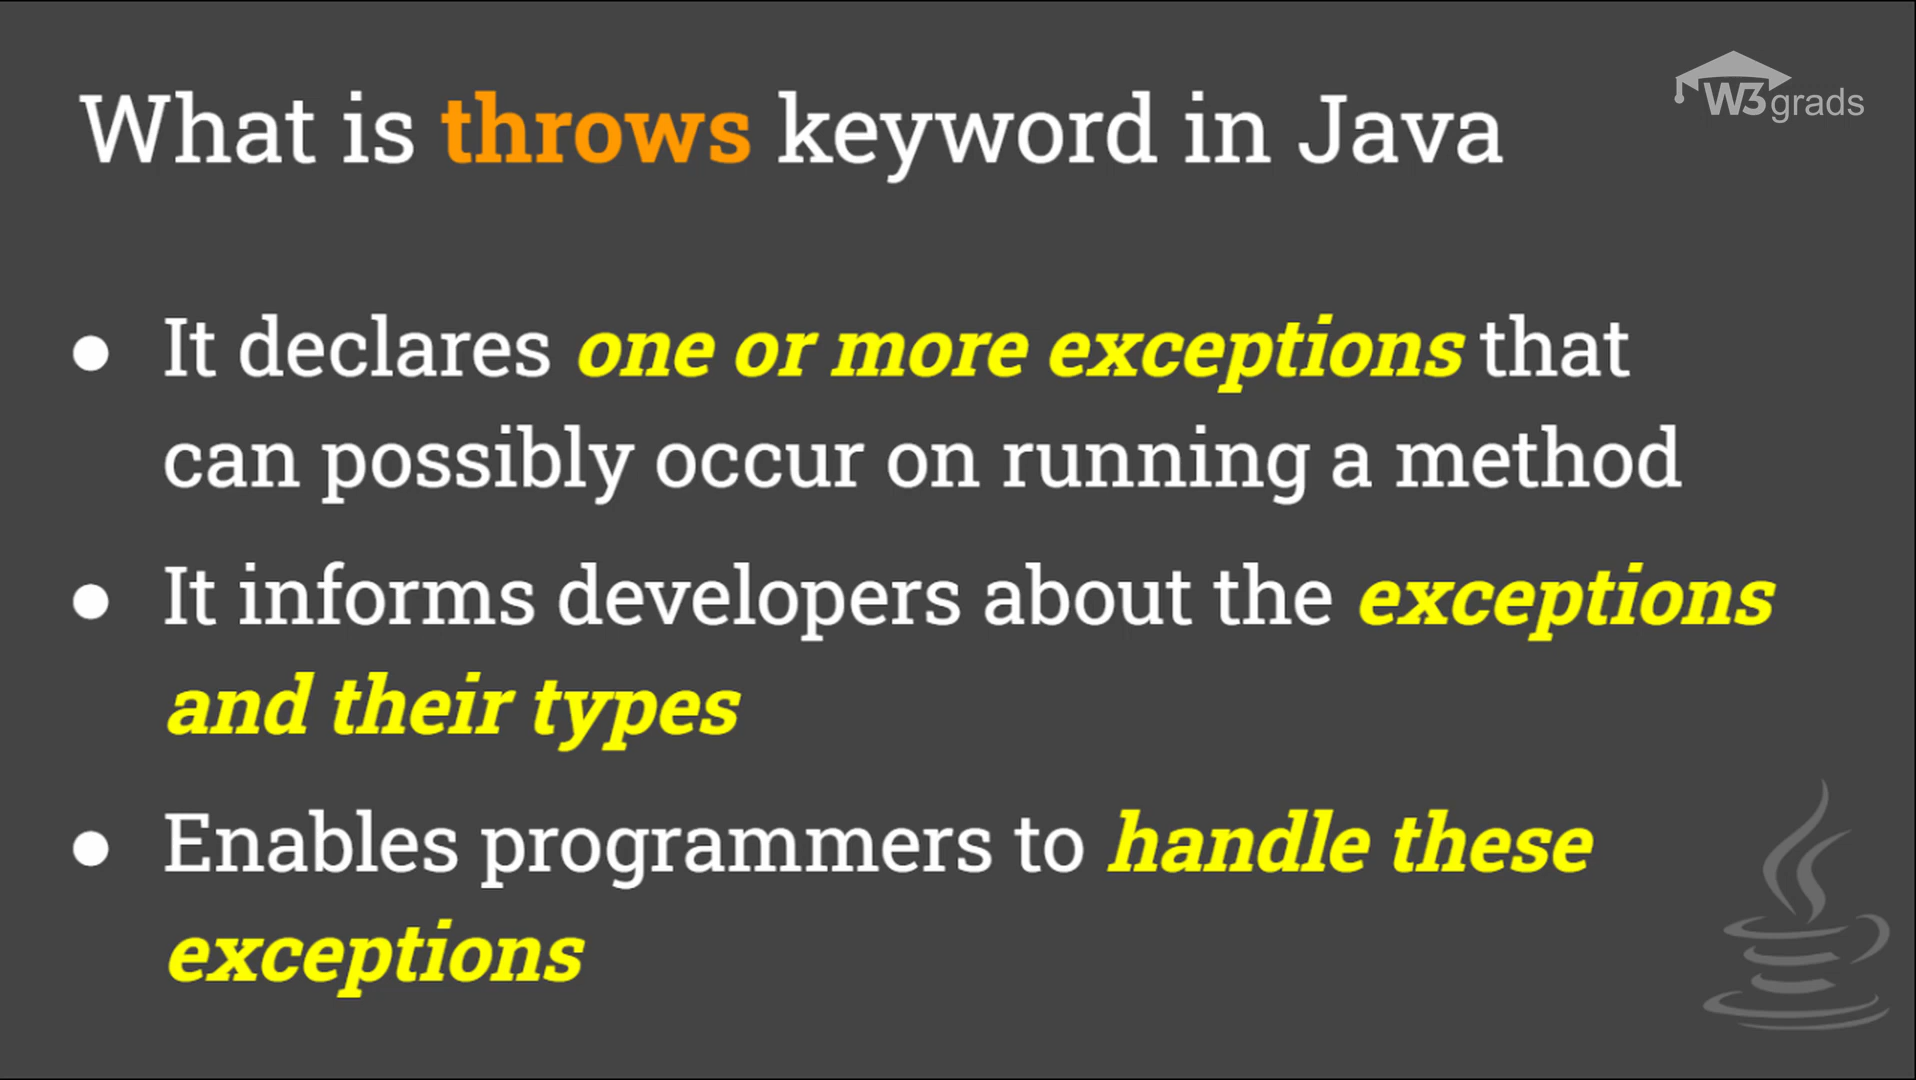 W3grads
What is throws keyword in Java
● It declares one or more exceptions that
can possibly occur on running a method
● It informs developers about the exceptions
and their types
● Enables programmers to handle these
exceptions